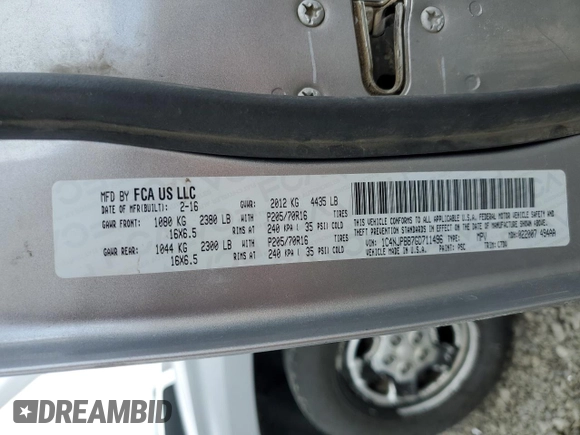 MFD BY FCA US LLC
DATE OF MFR(BUILT): 2-16 GVWR: 2012 KG 4435 LB
GAWR FRONT: 1080 KG 2380 LB WITH P205/70R16 TIRES
16X6.5 240 KPA ( 35 PSI) COLD
GAWR REAR: 1044 KG 2300 LB WITH P205/70R16 TIRES
16X6.5 240 KPA ( 35 PSI) COLD
THIS VEHICLE CONFORMS TO ALL APPLICABLE U.S.A. FEDERAL MOTOR VEHICLE SAFETY AND
THEFT PREVENTION STANDARDS IN EFFECT ON THE DATE OF MANUFACTURE SHOWN ABOVE.
VIN: 1C4NJPBB7GD711496 TYPE: MPV MDH: 022007 494AA
VEHICLE MADE IN U.S.A. PAINT: PSC TRIM:
DREAMBID